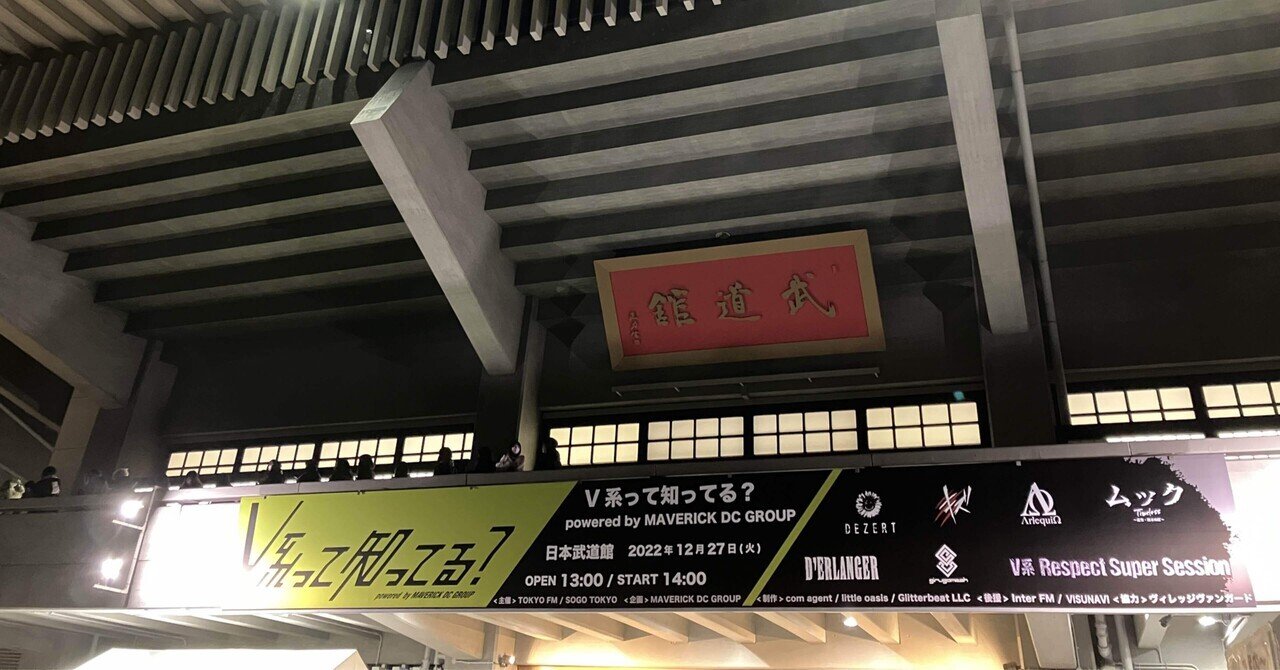 武道館
V系って知ってる?
powered by MAVERICK DC GROUP
V系って知ってる?
powered by MAVERICK DC GROUP
日本武道館 2022年12月27日(火)
OPEN 13:00 / START 14:00
DEZERT
キズ
ArlequiΩ
ムック
Timeless
D'ERLANGER
girugamesh
V系 Respect Super Session
<主催> TOKYO FM / SOGO TOKYO <企画> MAVERICK DC GROUP <制作> com agent / little oasis / Glitterbeat LLC <後援> Inter FM / VISUNAVI <協力> ヴィレッジヴァンガード